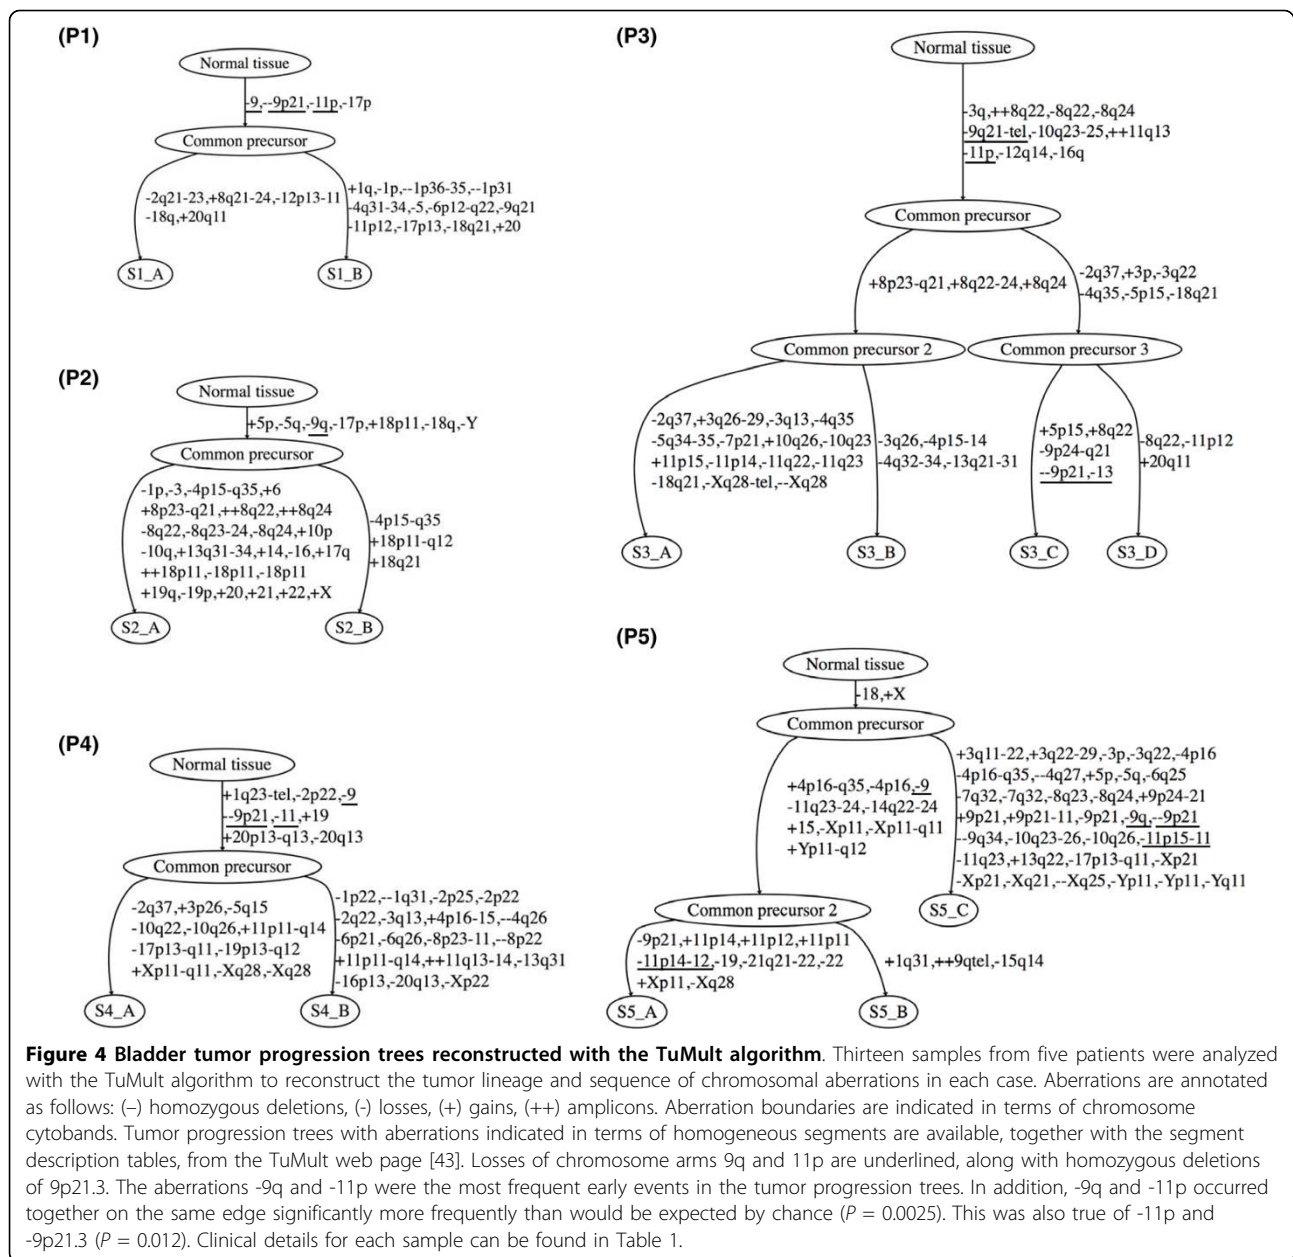 (P1)
Normal tissue
-9,--9p21,-11p,-17p
Common precursor
-2q21-23,+8q21-24,-12p13-11
-18q,+20q11
+1q,-1p,--1p36-35,--1p31
-4q31-34,-5,-6p12-q22,-9q21
-11p12,-17p13,-18q21,+20
S1_A
S1_B
(P2)
Normal tissue
+5p,-5q,-9q,-17p,+18p11,-18q,-Y
Common precursor
-1p,-3,-4p15-q35,+6
+8p23-q21,++8q22,++8q24
-8q22,-8q23-24,-8q24,+10p
-10q,+13q31-34,+14,-16,+17q
++18p11,-18p11,-18p11
+19q,-19p,+20,+21,+22,+X
-4p15-q35
+18p11-q12
+18q21
S2_A
S2_B
(P3)
Normal tissue
-3q,++8q22,-8q22,-8q24
-9q21-tel,-10q23-25,++11q13
-11p,-12q14,-16q
Common precursor
+8p23-q21,+8q22-24,+8q24
-2q37,+3p,-3q22
-4q35,-5p15,-18q21
Common precursor 2
Common precursor 3
-2q37,+3q26-29,-3q13,-4q35
-5q34-35,-7p21,+10q26,-10q23
+11p15,-11p14,-11q22,-11q23
-18q21,-Xq28-tel,--Xq28
-3q26,-4p15-14
-4q32-34,-13q21-31
+5p15,+8q22
-9p24-q21
--9p21,-13
-8q22,-11p12
+20q11
S3_A
S3_B
S3_C
S3_D
(P4)
Normal tissue
+1q23-tel,-2p22,-9
--9p21,-11,+19
+20p13-q13,-20q13
Common precursor
-2q37,+3p26,-5q15
-10q22,-10q26,+11p11-q14
-17p13-q11,-19p13-q12
+Xp11-q11,-Xq28,-Xq28
-1p22,--1q31,-2p25,-2p22
-2q22,-3q13,+4p16-15,--4q26
-6p21,-6q26,-8p23-11,--8p22
+11p11-q14,++11q13-14,-13q31
-16p13,-20q13,-Xp22
S4_A
S4_B
(P5)
Normal tissue
-18,+X
Common precursor
+4p16-q35,-4p16,-9
-11q23-24,-14q22-24
+15,-Xp11,-Xp11-q11
+Yp11-q12
+3q11-22,+3q22-29,-3p,-3q22,-4p16
-4p16-q35,--4q27,+5p,-5q,-6q25
-7q32,-7q32,-8q23,-8q24,+9p24-21
+9p21,+9p21-11,-9p21,-9q,--9p21
--9q34,-10q23-26,-10q26,-11p15-11
-11q23,+13q22,-17p13-q11,-Xp21
-Xp21,-Xq21,--Xq25,-Yp11,-Yp11,-Yq11
Common precursor 2
S5_C
-9p21,+11p14,+11p12,+11p11
-11p14-12,-19,-21q21-22,-22
+Xp11,-Xq28
+1q31,++9qtel,-15q14
S5_A
S5_B
Figure 4 Bladder tumor progression trees reconstructed with the TuMult algorithm. Thirteen samples from five patients were analyzed
with the TuMult algorithm to reconstruct the tumor lineage and sequence of chromosomal aberrations in each case. Aberrations are annotated
as follows: (–) homozygous deletions, (-) losses, (+) gains, (++) amplicons. Aberration boundaries are indicated in terms of chromosome
cytobands. Tumor progression trees with aberrations indicated in terms of homogeneous segments are available, together with the segment
description tables, from the TuMult web page [43]. Losses of chromosome arms 9q and 11p are underlined, along with homozygous deletions
of 9p21.3. The aberrations -9q and -11p were the most frequent early events in the tumor progression trees. In addition, -9q and -11p occurred
together on the same edge significantly more frequently than would be expected by chance (P = 0.0025). This was also true of -11p and
-9p21.3 (P = 0.012). Clinical details for each sample can be found in Table 1.